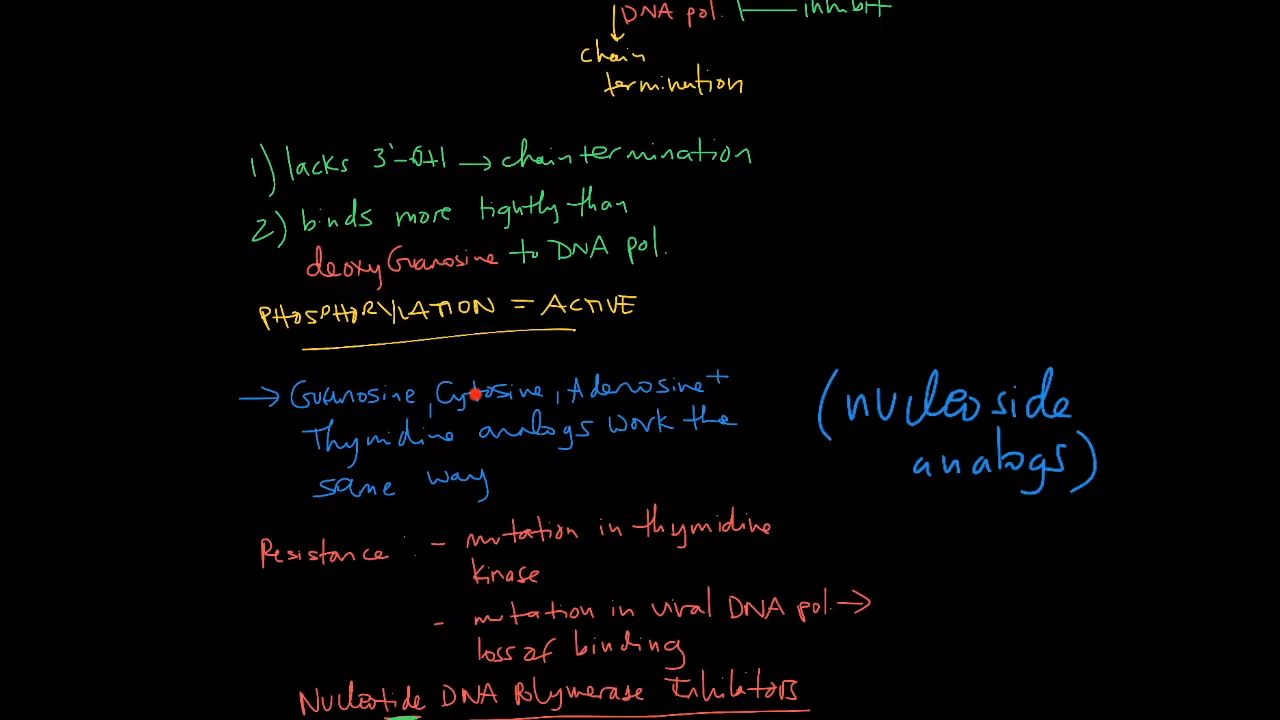 DNA pol. inhibit
chain
termination
1) lacks 3'-OH → chain termination
2) binds more tightly than
deoxyGuanosine to DNA pol.
PHOSPHORYLATION = ACTIVE
→ Guanosine, Cytosine, Adenosine +
Thymidine analogs work the
same way
(nucleoside
analogs)
Resistance: - mutation in thymidine
kinase
- mutation in viral DNA pol. →
loss of binding
Nucleotide DNA Polymerase Inhibitors